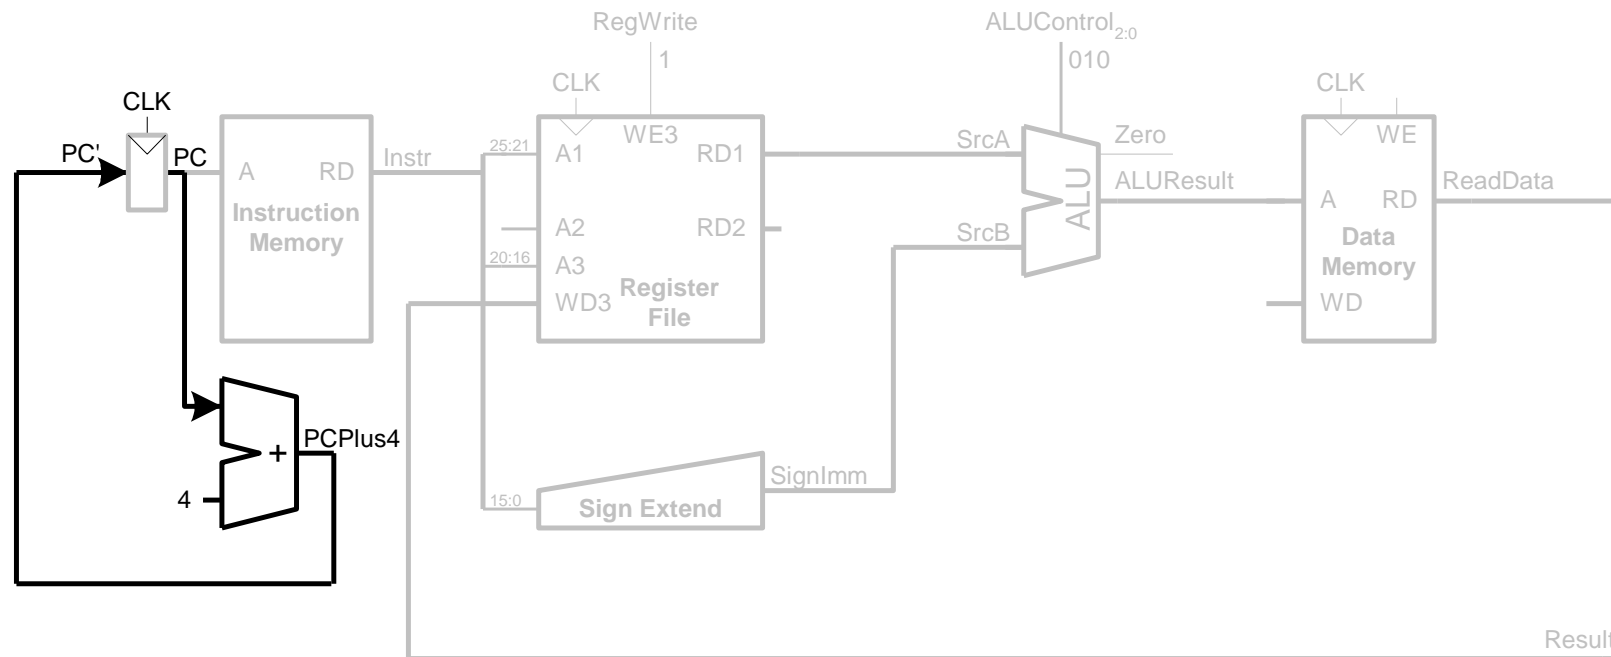 RegWrite
ALUControl2:0
1
010
CLK
CLK
CLK
WE3
Zero
WE
PC'
PC
A
RD
Instr
25:21
A1
RD1
SrcA
ALU
ALUResult
A
RD
ReadData
Instruction
Memory
A2
RD2
SrcB
Data
Memory
20:16
A3
WD3
Register
File
WD
+
PCPlus4
4
SignImm
15:0
Sign Extend
Result